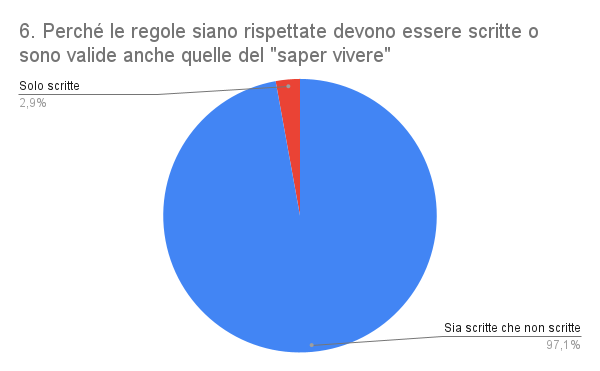 6. Perché le regole siano rispettate devono essere scritte o
sono valide anche quelle del "saper vivere"
Solo scritte
2,9%
Sia scritte che non scritte
97,1%